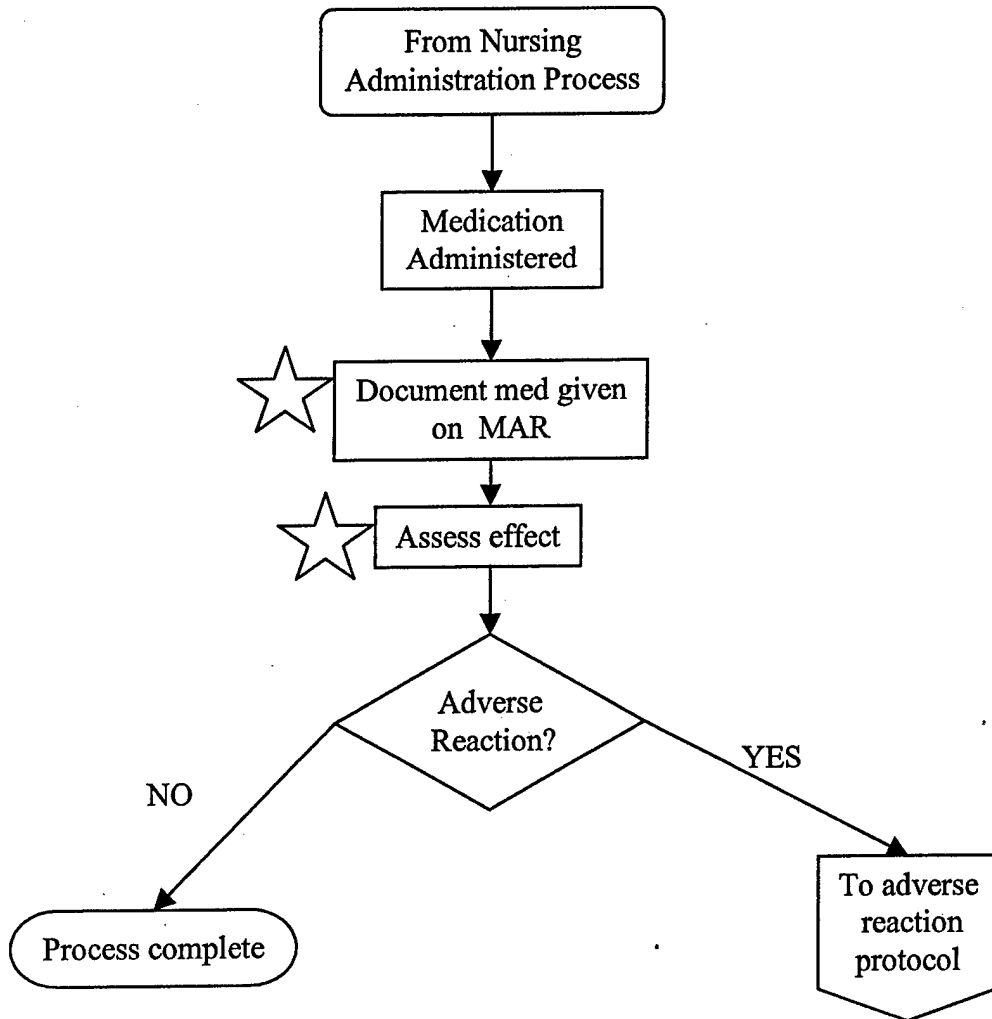 From Nursing
Administration Process
Medication
Administered
Document med given
on MAR
Assess effect
Adverse
Reaction?
NO
YES
Process complete
To adverse
reaction
protocol